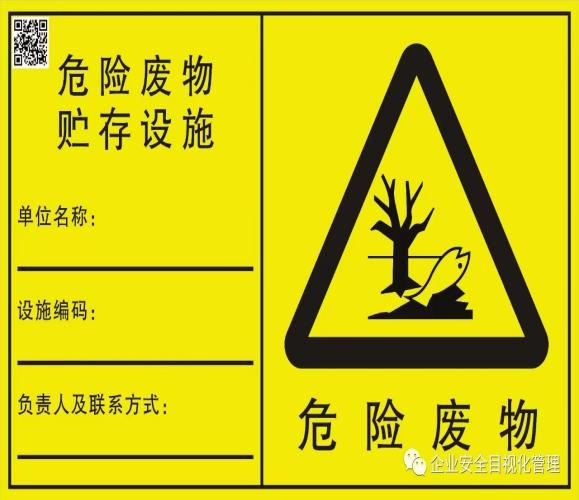 危险废物
贮存设施
单位名称：
设施编码：
负责人及联系方式：
危险废物
企业安全目视化管理